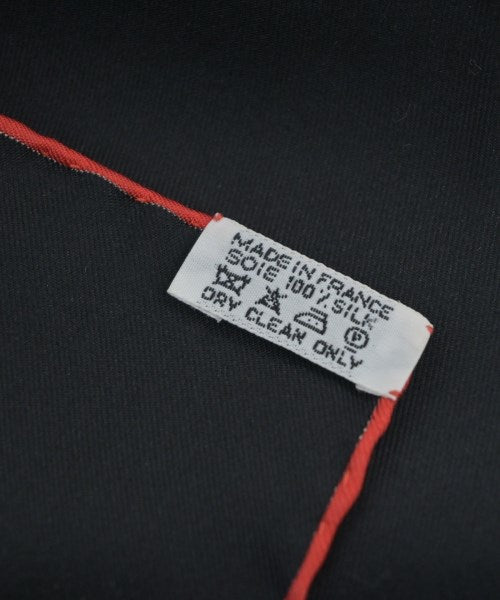 MADE IN FRANCE
SOIE 100% SILK
P
DRY CLEAN ONLY